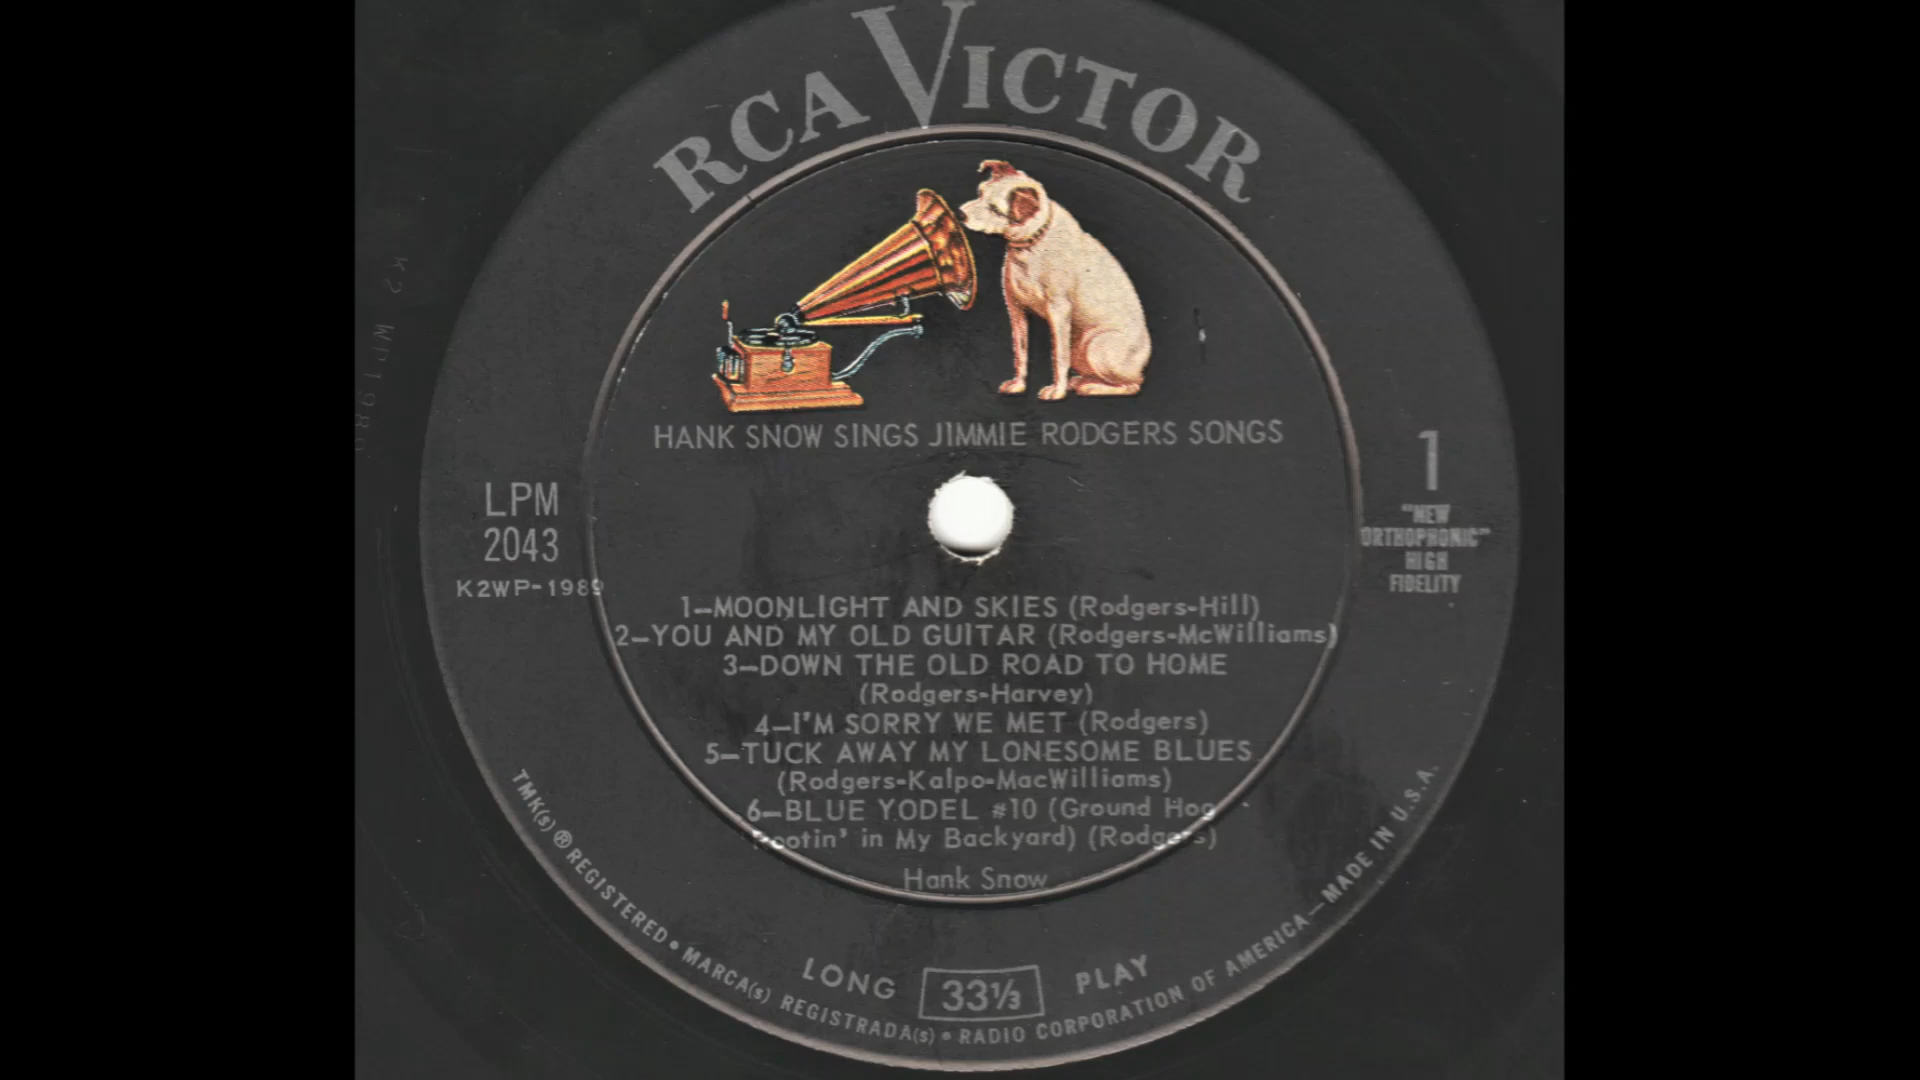 RCA VICTOR
HANK SNOW SINGS JIMMIE RODGERS SONGS
LPM
2043
K2WP-1989
1
"NEW
ORTHOPHONIC"
HIGH
FIDELITY
1—MOONLIGHT AND SKIES (Rodgers-Hill)
2—YOU AND MY OLD GUITAR (Rodgers-McWilliams)
3—DOWN THE OLD ROAD TO HOME
(Rodgers-Harvey)
4—I'M SORRY WE MET (Rodgers)
5—TUCK AWAY MY LONESOME BLUES
(Rodgers-Kalpo-MacWilliams)
6—BLUE YODEL #10 (Ground Hog
Rootin' in My Backyard) (Rodgers)
Hank Snow
LONG 33⅓ PLAY
TMK(s) ® REGISTERED • MARCA(s) REGISTRADA(s) • RADIO CORPORATION OF AMERICA — MADE IN U.S.A.